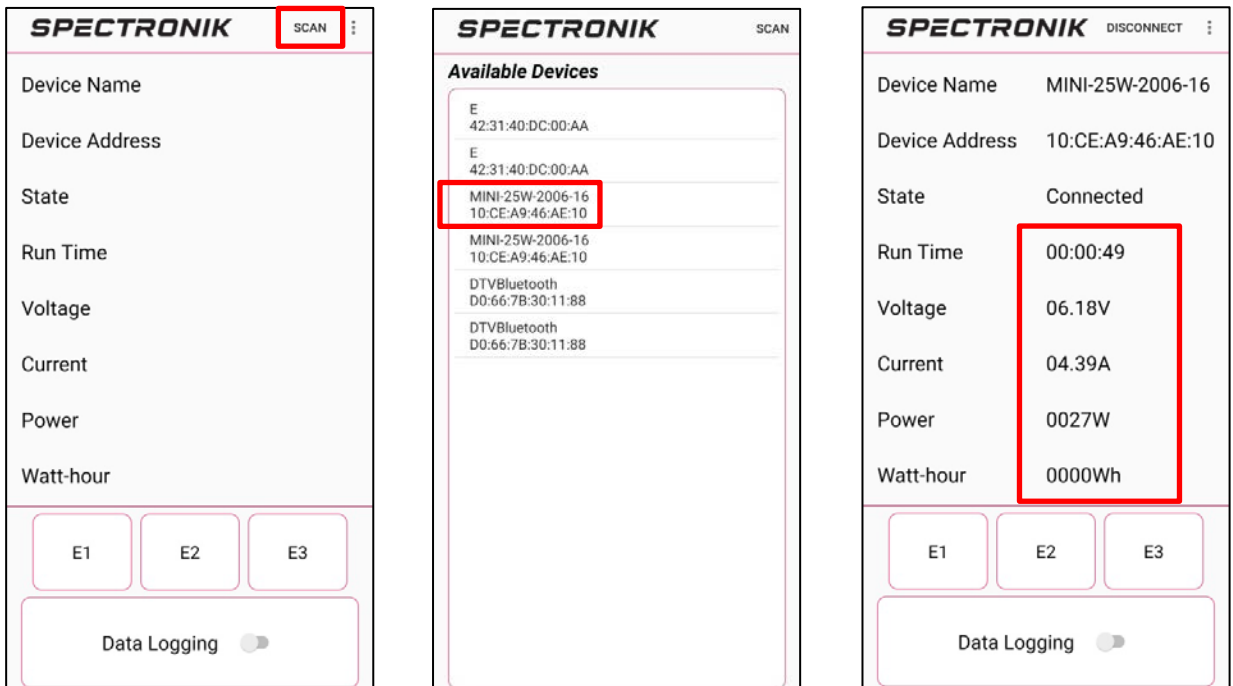 SPECTRONIK SCAN
Device Name
Device Address
State
Run Time
Voltage
Current
Power
Watt-hour
E1 E2 E3
Data Logging
SPECTRONIK SCAN
Available Devices
E
42:31:40:DC:00:AA
E
42:31:40:DC:00:AA
MINI-25W-2006-16
10:CE:A9:46:AE:10
MINI-25W-2006-16
10:CE:A9:46:AE:10
DTVBluetooth
D0:66:7B:30:11:88
DTVBluetooth
D0:66:7B:30:11:88
SPECTRONIK DISCONNECT
Device Name MINI-25W-2006-16
Device Address 10:CE:A9:46:AE:10
State Connected
Run Time 00:00:49
Voltage 06.18V
Current 04.39A
Power 0027W
Watt-hour 0000Wh
E1 E2 E3
Data Logging